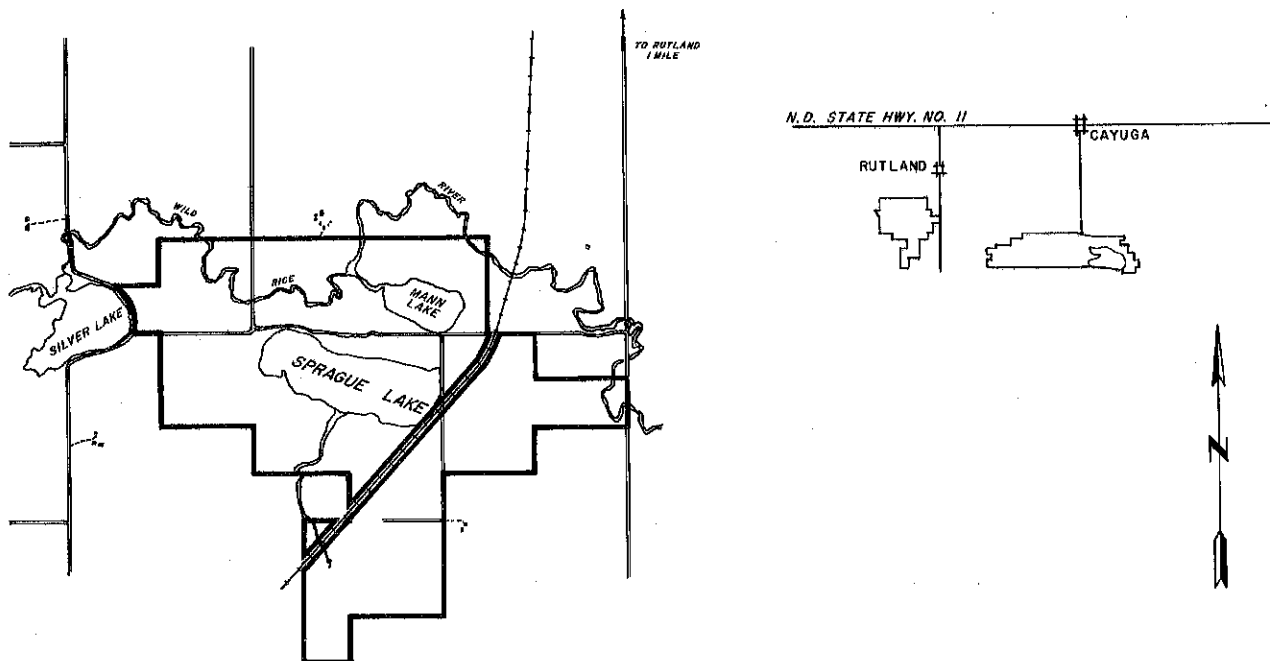 TO RUTLAND
1 MILE
N.D. STATE HWY. NO. 11
CAYUGA
RUTLAND
WILD
RIVER
RICE
MANN
LAKE
SILVER LAKE
SPRAGUE LAKE
N